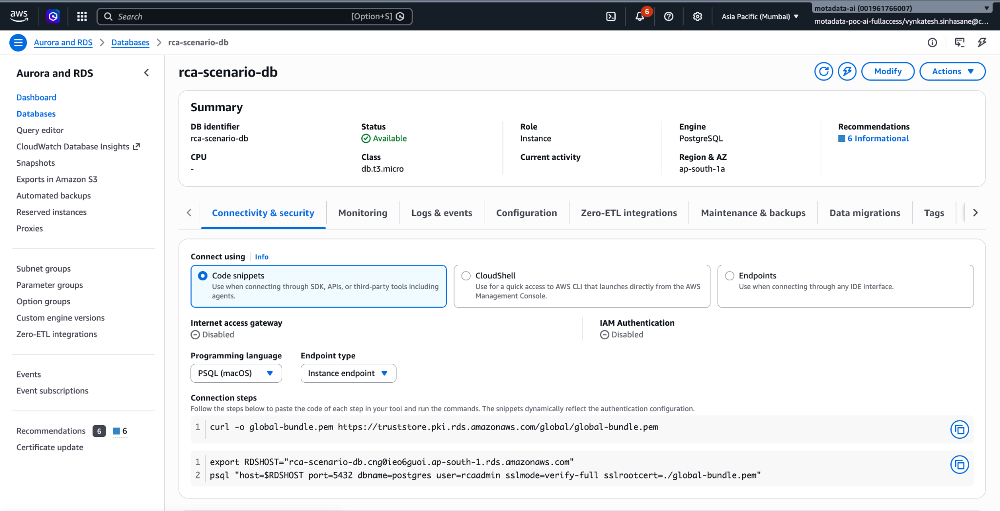 aws
Search
[Option+S]
6
Asia Pacific (Mumbai)
motadata-ai (001961766007)
motadata-poc-ai-fullaccess/vynkatesh.sinhasane@c...
Aurora and RDS
Databases
rca-scenario-db
Aurora and RDS
Dashboard
Databases
Query editor
CloudWatch Database Insights
Snapshots
Exports in Amazon S3
Automated backups
Reserved instances
Proxies
Subnet groups
Parameter groups
Option groups
Custom engine versions
Zero-ETL integrations
Events
Event subscriptions
Recommendations 6 6
Certificate update
rca-scenario-db
Modify
Actions
Summary
DB identifier
rca-scenario-db
CPU
-
Status
Available
Class
db.t3.micro
Role
Instance
Current activity
Engine
PostgreSQL
Region & AZ
ap-south-1a
Recommendations
6 Informational
Connectivity & security
Monitoring
Logs & events
Configuration
Zero-ETL integrations
Maintenance & backups
Data migrations
Tags
Connect using
Info
Code snippets
Use when connecting through SDK, APIs, or third-party tools including
agents.
CloudShell
Use for a quick access to AWS CLI that launches directly from the AWS
Management Console.
Endpoints
Use when connecting through any IDE interface.
Internet access gateway
Disabled
IAM Authentication
Disabled
Programming language
PSQL (macOS)
Endpoint type
Instance endpoint
Connection steps
Follow the steps below to paste the code of each step in your tool and run the commands. The snippets dynamically reflect the authentication configuration.
1 curl -o global-bundle.pem https://truststore.pki.rds.amazonaws.com/global/global-bundle.pem
1 export RDSHOST="rca-scenario-db.cng0ieo6guoi.ap-south-1.rds.amazonaws.com"
2 psql "host=$RDSHOST port=5432 dbname=postgres user=rcaadmin sslmode=verify-full sslrootcert=./global-bundle.pem"